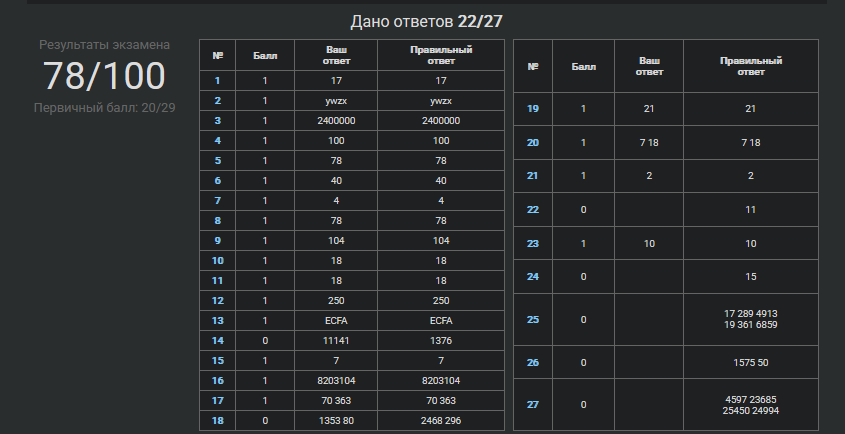 Дано ответов 22/27
Результаты экзамена
78/100
Первичный балл: 20/29
№ Балл Ваш ответ Правильный ответ
1 1 17 17
2 1 ywzx ywzx
3 1 2400000 2400000
4 1 100 100
5 1 78 78
6 1 40 40
7 1 4 4
8 1 78 78
9 1 104 104
10 1 18 18
11 1 18 18
12 1 250 250
13 1 ECFA ECFA
14 0 11141 1376
15 1 7 7
16 1 8203104 8203104
17 1 70 363 70 363
18 0 1353 80 2468 296
№ Балл Ваш ответ Правильный ответ
19 1 21 21
20 1 7 18 7 18
21 1 2 2
22 0 11
23 1 10 10
24 0 15
25 0 17 289 4913
19 361 6859
26 0 1575 50
27 0 4597 23685
25450 24994